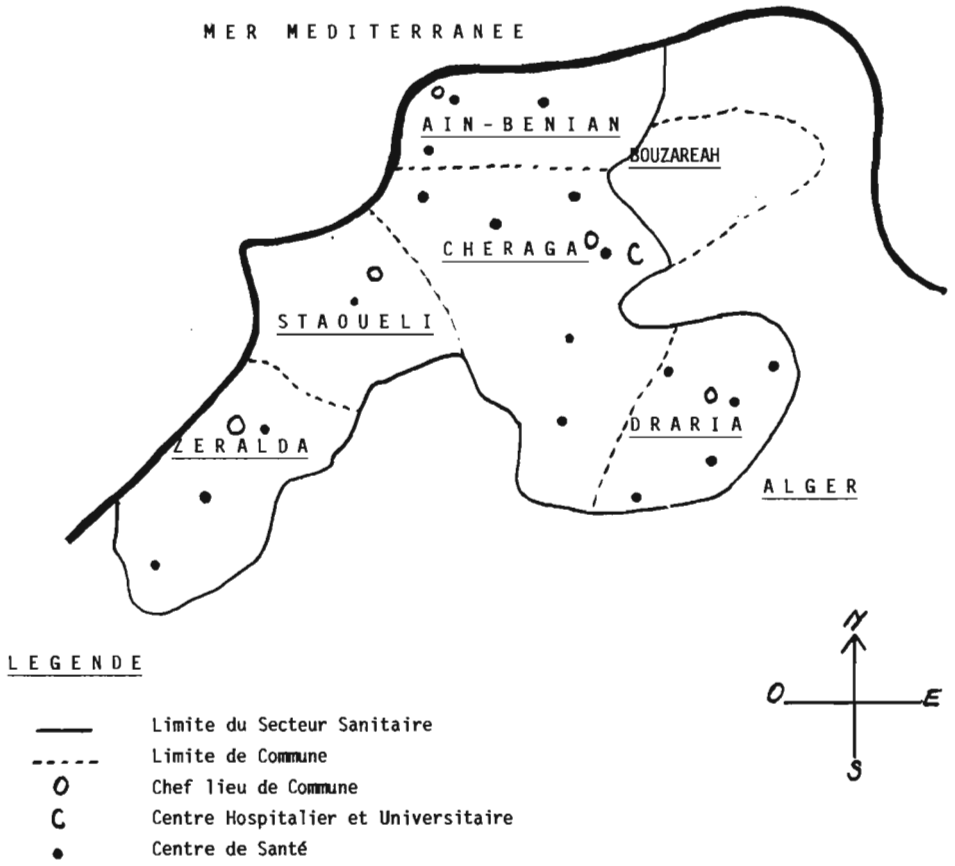 MER MEDITERRANEE
AIN-BENIAN
BOUZAREAH
CHERAGA
C
STAOUELI
DRARIA
ZERALDA
ALGER
N
O E
S
LEGENDE
Limite du Secteur Sanitaire
Limite de Commune
O Chef lieu de Commune
C Centre Hospitalier et Universitaire
Centre de Santé